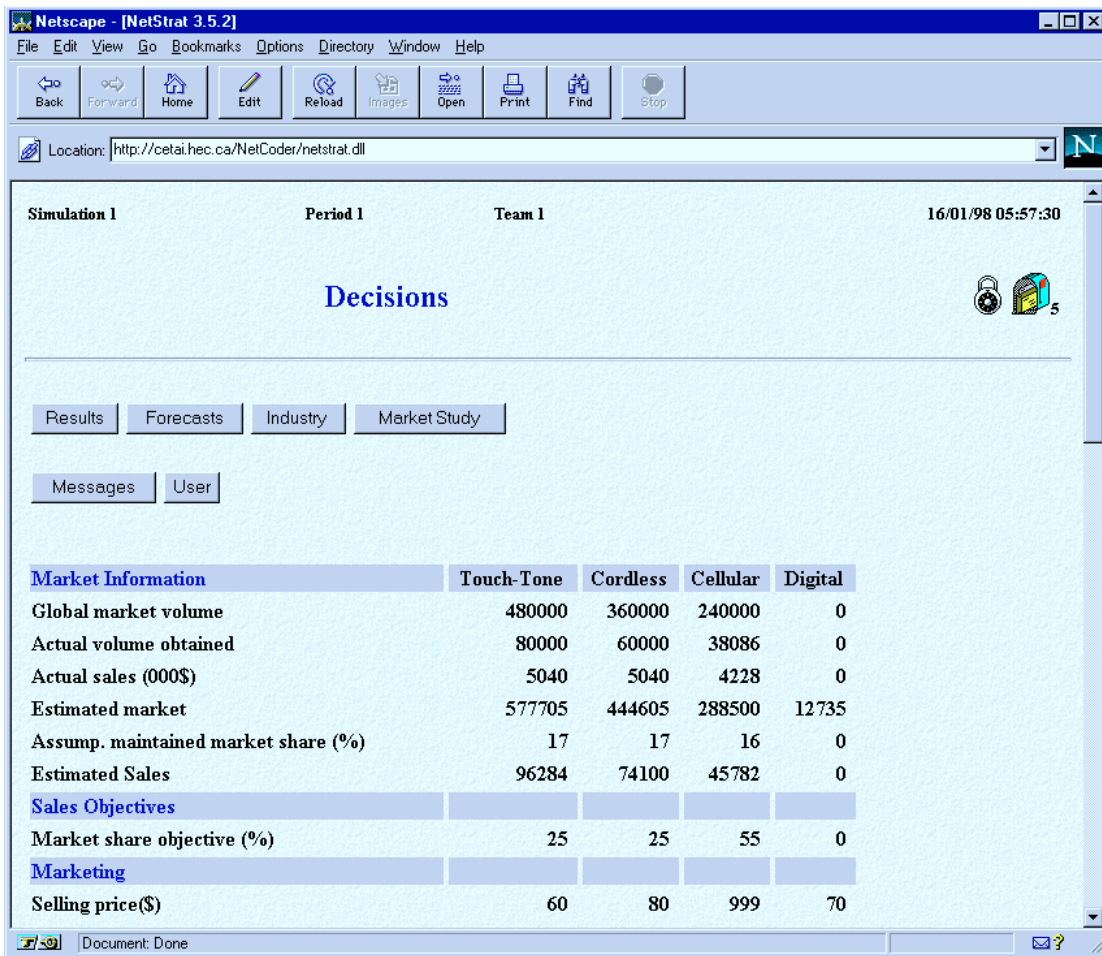 Netscape - [NetStrat 3.5.2]
File Edit View Go Bookmarks Options Directory Window Help
Back Forward Home Edit Reload Images Open Print Find Stop
Location: http://cetai.hec.ca/NetCoder/netstrat.dll
N
Simulation 1 Period 1 Team 1 16/01/98 05:57:30
Decisions
5
Results Forecasts Industry Market Study
Messages User
Market Information Touch-Tone Cordless Cellular Digital
Global market volume 480000 360000 240000 0
Actual volume obtained 80000 60000 38086 0
Actual sales (000$) 5040 5040 4228 0
Estimated market 577705 444605 288500 12735
Assump. maintained market share (%) 17 17 16 0
Estimated Sales 96284 74100 45782 0
Sales Objectives
Market share objective (%) 25 25 55 0
Marketing
Selling price($) 60 80 999 70
Document: Done
?